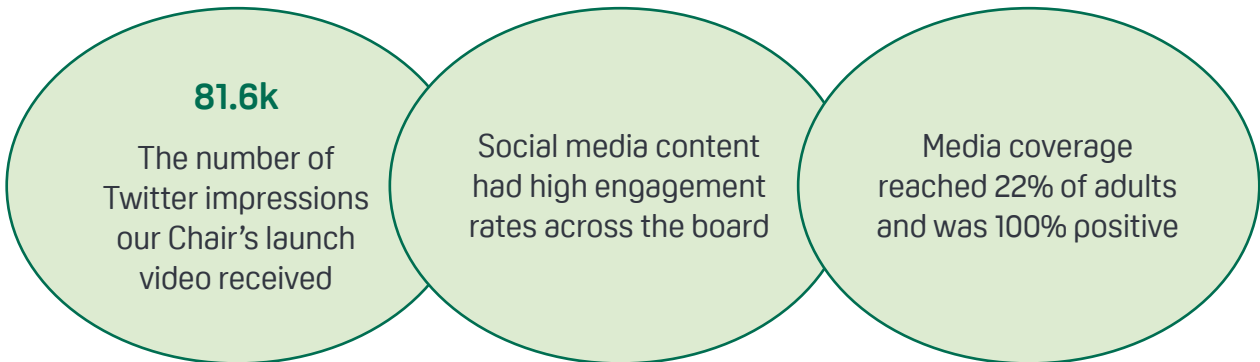 81.6k
The number of
Twitter impressions
our Chair’s launch
video received
Social media content
had high engagement
rates across the board
Media coverage
reached 22% of adults
and was 100% positive